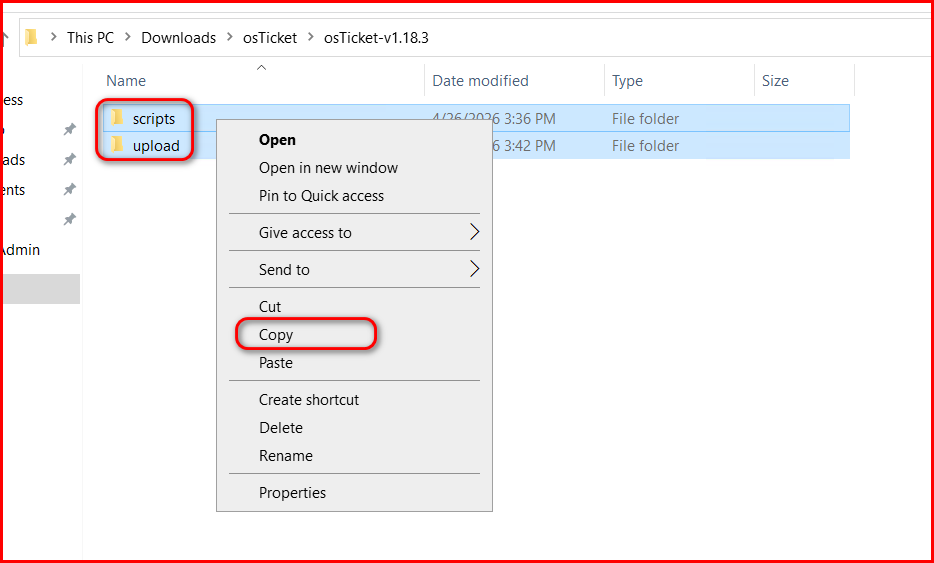 This PC > Downloads > osTicket > osTicket-v1.18.3
Name Date modified Type Size
ess
scripts 4/26/2026 3:36 PM File folder
upload 6 3:42 PM File folder
ads
ents
Admin
Open
Open in new window
Pin to Quick access
Give access to
Send to
Cut
Copy
Paste
Create shortcut
Delete
Rename
Properties